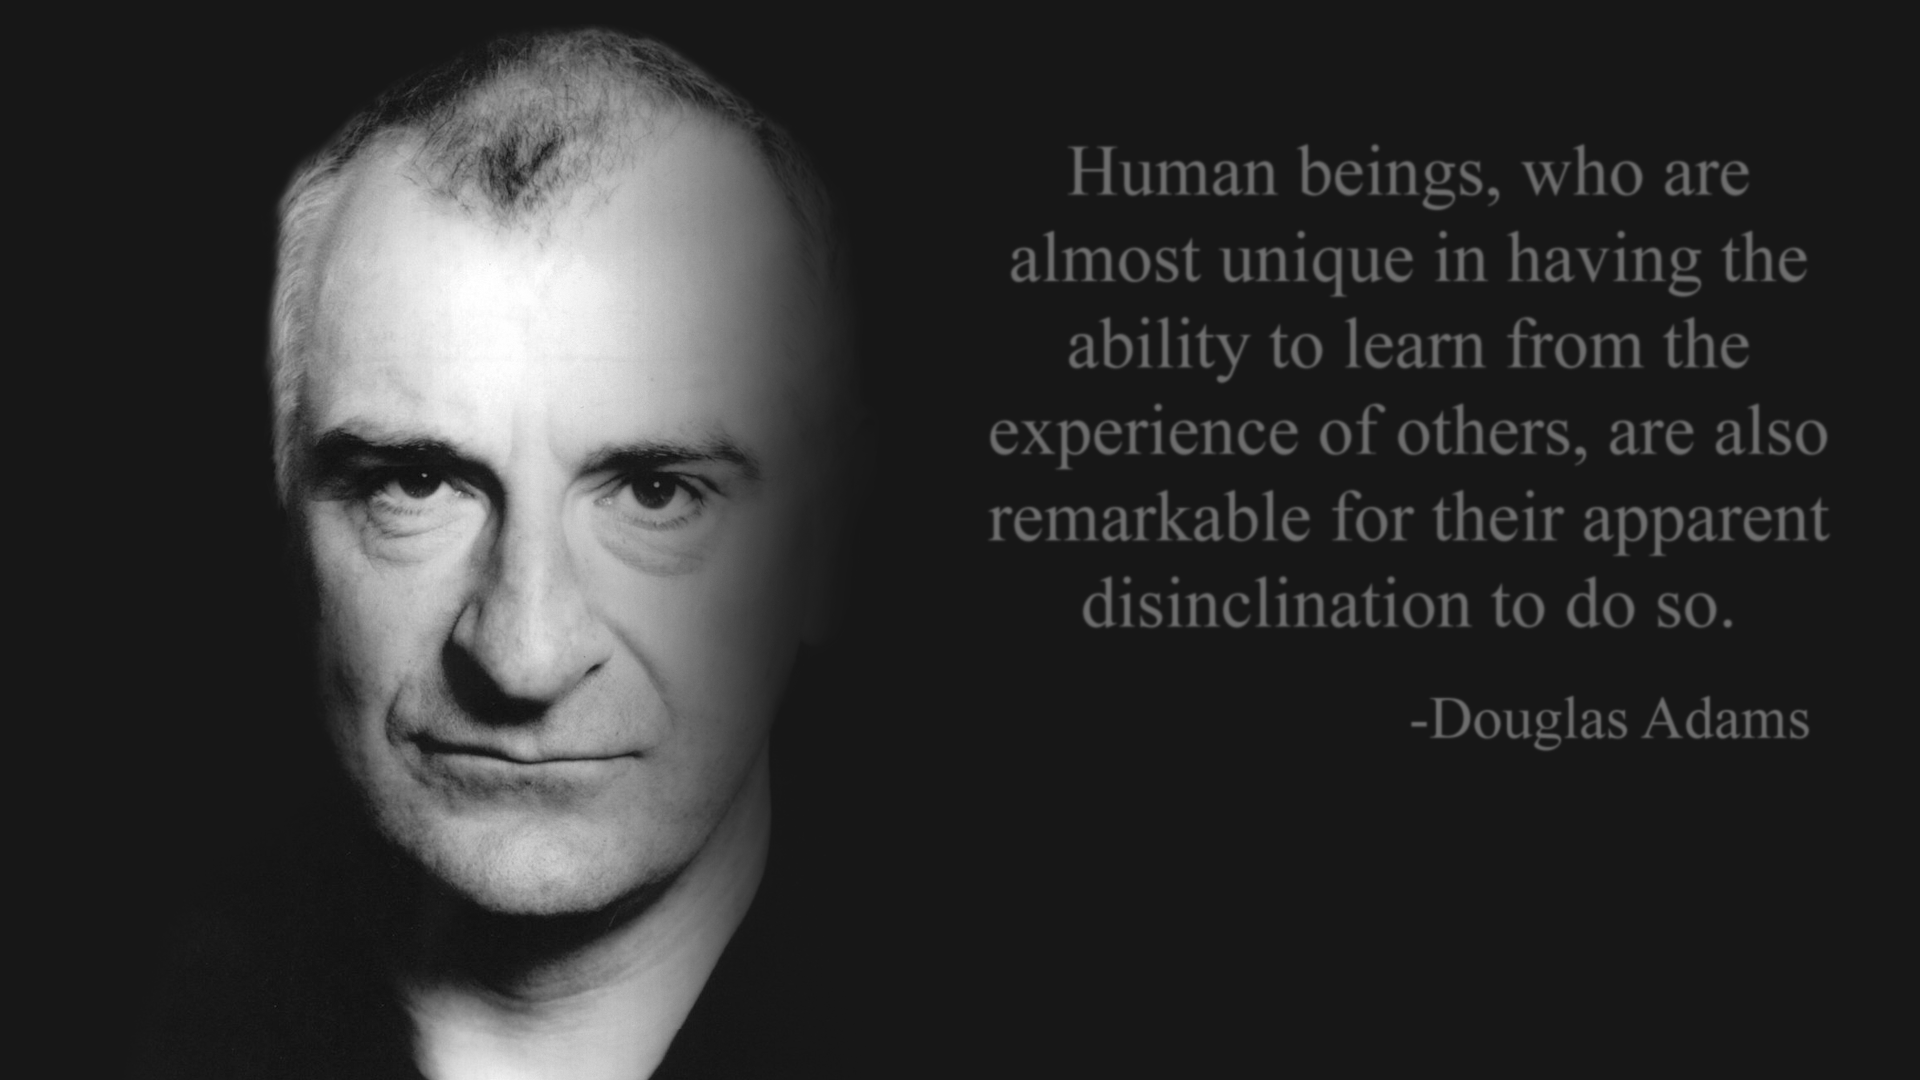 Human beings, who are
almost unique in having the
ability to learn from the
experience of others, are also
remarkable for their apparent
disinclination to do so.
-Douglas Adams